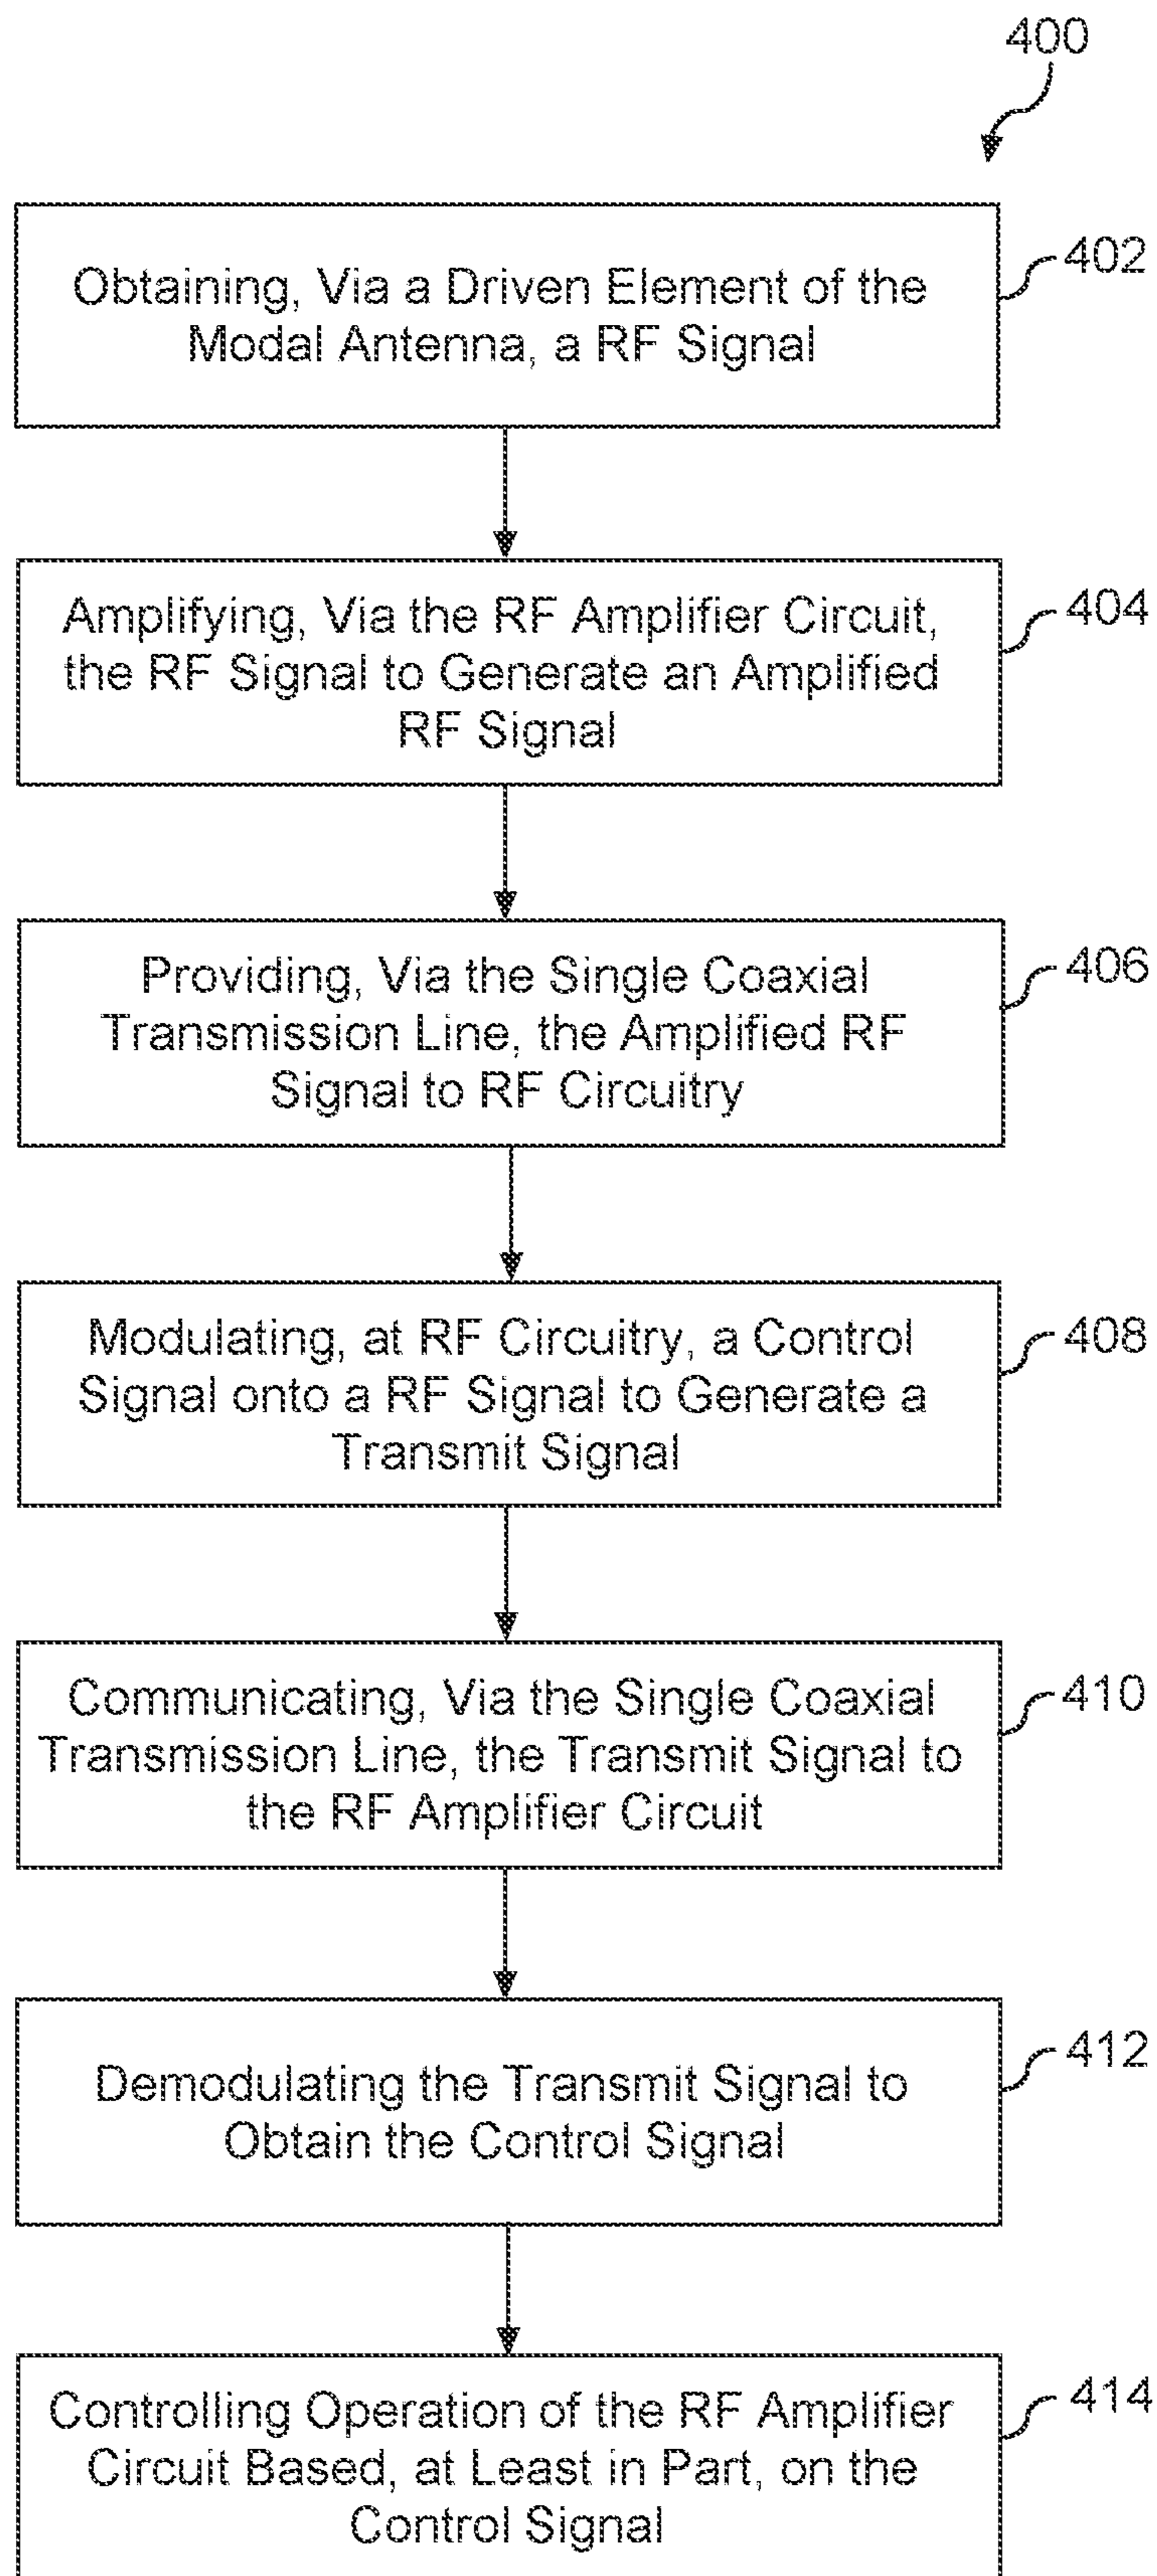 400
Obtaining, Via a Driven Element of the
Modal Antenna, a RF Signal
402
Amplifying, Via the RF Amplifier Circuit,
the RF Signal to Generate an Amplified
RF Signal
404
Providing, Via the Single Coaxial
Transmission Line, the Amplified RF
Signal to RF Circuitry
406
Modulating, at RF Circuitry, a Control
Signal onto a RF Signal to Generate a
Transmit Signal
408
Communicating, Via the Single Coaxial
Transmission Line, the Transmit Signal to
the RF Amplifier Circuit
410
Demodulating the Transmit Signal to
Obtain the Control Signal
412
Controlling Operation of the RF Amplifier
Circuit Based, at Least in Part, on the
Control Signal
414